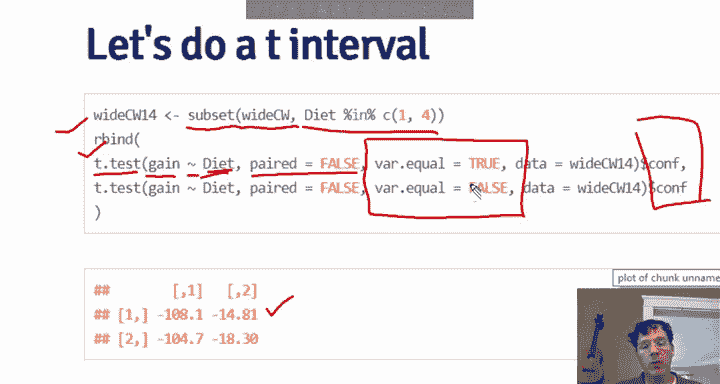 Let's do a t interval
wideCW14 <- subset(wideCW, Diet %in% c(1, 4))
rbind(
t.test(gain ~ Diet, paired = FALSE, var.equal = TRUE, data = wideCW14)$conf,
t.test(gain ~ Diet, paired = FALSE, var.equal = FALSE, data = wideCW14)$conf
)
## [,1] [,2]
## [1,] -108.1 -14.81
## [2,] -104.7 -18.30
plot of chunk unname